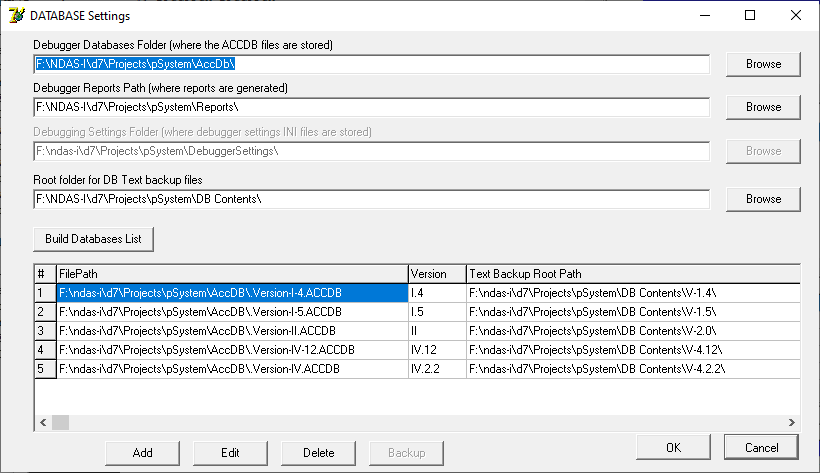 DATABASE Settings
Debugger Databases Folder (where the ACCDB files are stored)
F:\NDAS-I\d7\Projects\pSystem\AccDb\
Browse
Debugger Reports Path (where reports are generated)
F:\NDAS-I\d7\Projects\pSystem\Reports\
Browse
Debugging Settings Folder (where debugger settings INI files are stored)
F:\ndas-i\d7\Projects\pSystem\DebuggerSettings\
Browse
Root folder for DB Text backup files
F:\NDAS-I\d7\Projects\pSystem\DB Contents\
Browse
Build Databases List
# FilePath Version Text Backup Root Path
1 F:\ndas-i\d7\Projects\pSystem\AccDB\.Version-I-4.ACCDB I.4 F:\ndas-i\d7\Projects\pSystem\DB Contents\V-1.4\
2 F:\ndas-i\d7\Projects\pSystem\AccDB\.Version-I-5.ACCDB I.5 F:\ndas-i\d7\Projects\pSystem\DB Contents\V-1.5\
3 F:\ndas-i\d7\Projects\pSystem\AccDB\.Version-II.ACCDB II F:\ndas-i\d7\Projects\pSystem\DB Contents\V-2.0\
4 F:\ndas-i\d7\Projects\pSystem\AccDB\.Version-IV-12.ACCDB IV.12 F:\ndas-i\d7\Projects\pSystem\DB Contents\V-4.12\
5 F:\ndas-i\d7\Projects\pSystem\AccDB\.Version-IV.ACCDB IV.2.2 F:\ndas-i\d7\Projects\pSystem\DB Contents\V-4.2.2\
Add Edit Delete Backup OK Cancel